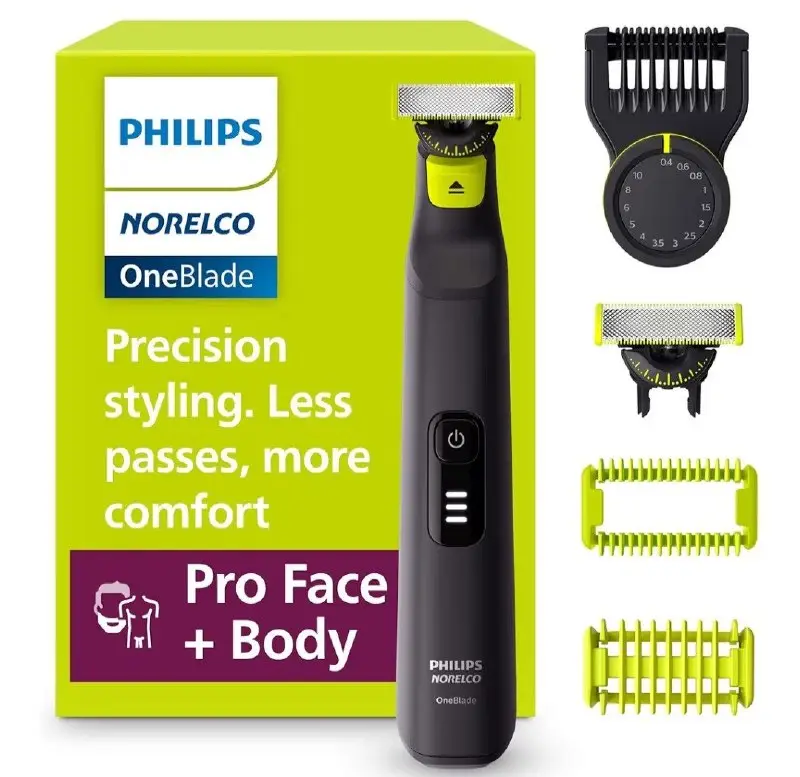 PHILIPS
NORELCO
OneBlade
Precision
styling. Less
passes, more
comfort
Pro Face
+ Body
PHILIPS
NORELCO
OneBlade
0.4
0.6
0.8
1
1.5
2
2.5
3
3.5
4
5
6
8
10